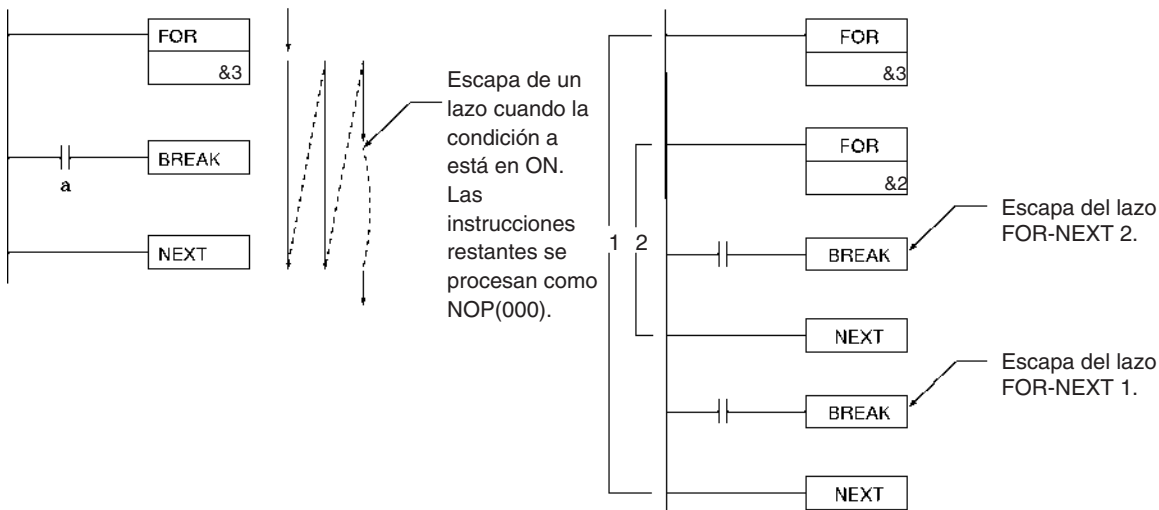 FOR
&3
BREAK
a
NEXT
Escapa de un
lazo cuando la
condición a
está en ON.
Las
instrucciones
restantes se
procesan como
NOP(000).
1
2
FOR
&3
FOR
&2
BREAK
Escapa del lazo
FOR-NEXT 2.
NEXT
BREAK
Escapa del lazo
FOR-NEXT 1.
NEXT